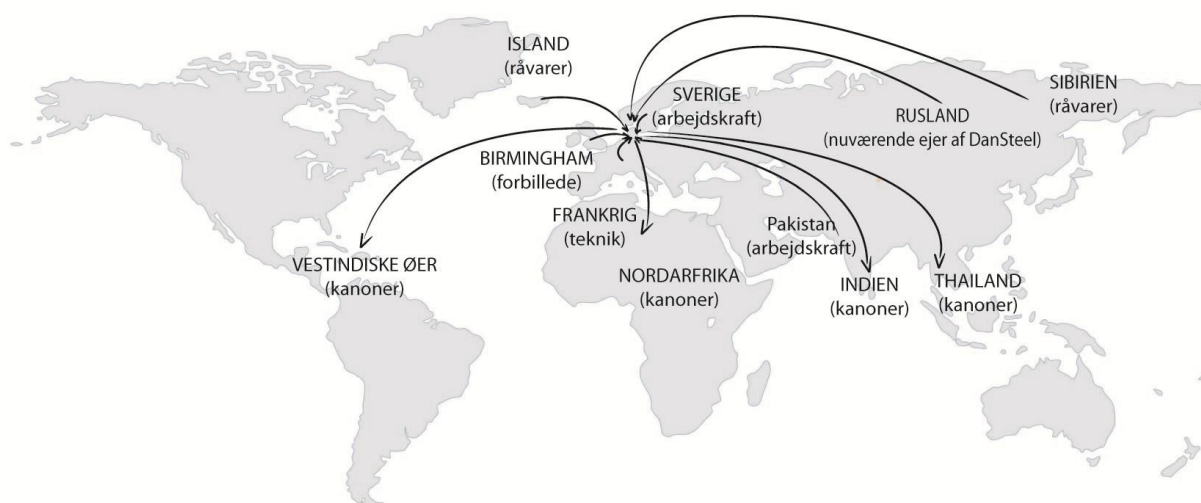 ISLAND
(råvarer)
SVERIGE
(arbejdskraft)
SIBIRIEN
(råvarer)
RUSLAND
(nuværende ejer af DanSteel)
BIRMINGHAM
(forbillede)
FRANKRIG
(teknik)
Pakistan
(arbejdskraft)
VESTINDISKE ØER
(kanoner)
NORDARFRIKA
(kanoner)
INDIEN
(kanoner)
THAILAND
(kanoner)